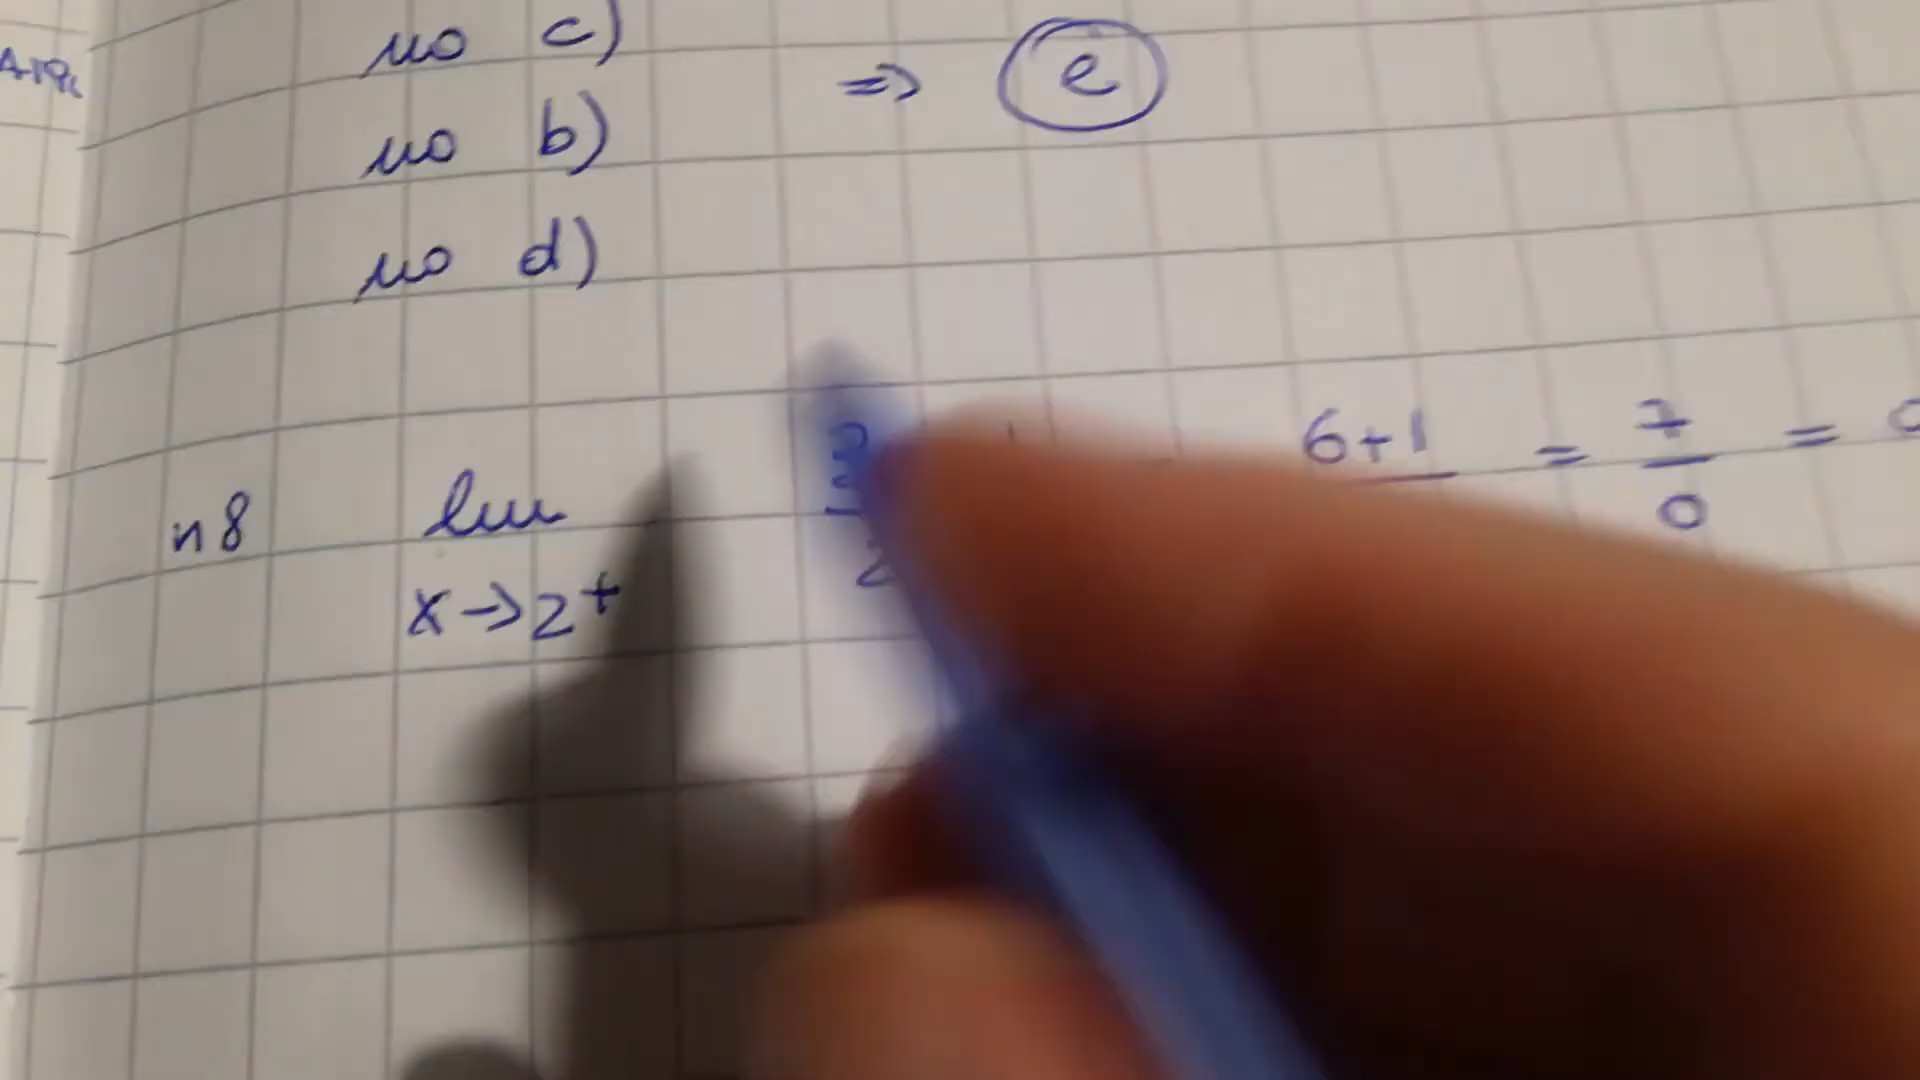 no c)
=> e
no b)
no d)
n8 lim 6+1 = 7 =
0
x->2+